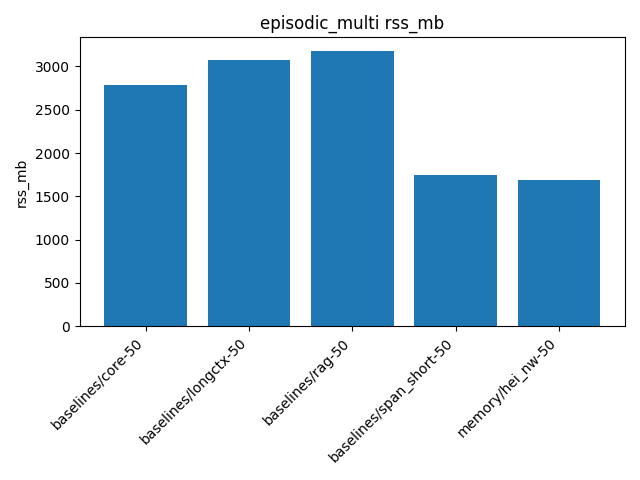 episodic_multi rss_mb
rss_mb
3000
2500
2000
1500
1000
500
0
baselines/core-50
baselines/longctx-50
baselines/rag-50
baselines/span_short-50
memory/hei_nw-50